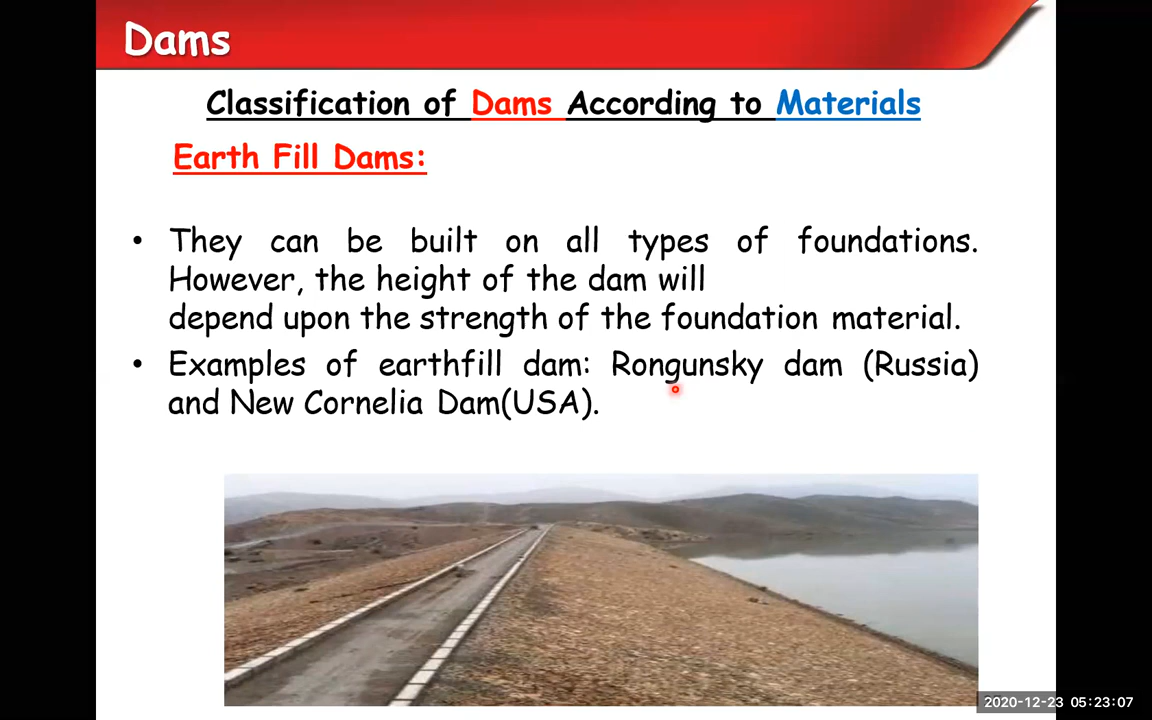 Dams
Classification of Dams According to Materials
Earth Fill Dams:
• They can be built on all types of foundations.
However, the height of the dam will
depend upon the strength of the foundation material.
• Examples of earthfill dam: Rongunsky dam (Russia)
and New Cornelia Dam(USA).
2020-12-23 05:23:07